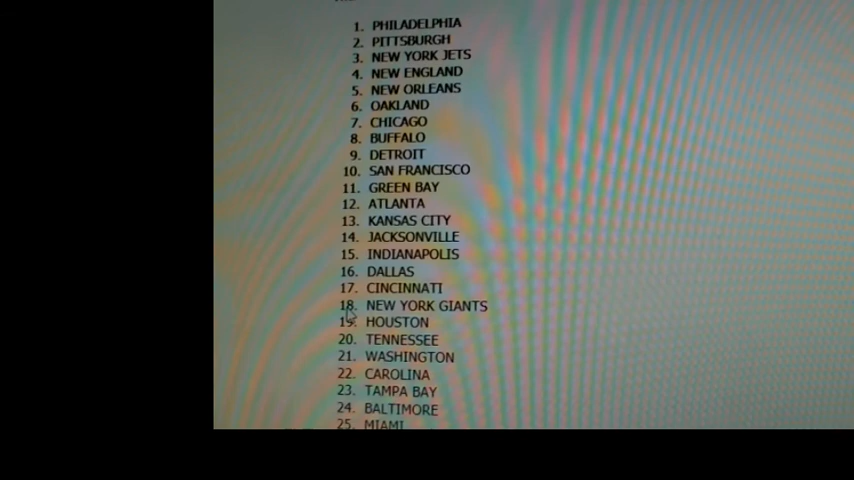 1. PHILADELPHIA
2. PITTSBURGH
3. NEW YORK JETS
4. NEW ENGLAND
5. NEW ORLEANS
6. OAKLAND
7. CHICAGO
8. BUFFALO
9. DETROIT
10. SAN FRANCISCO
11. GREEN BAY
12. ATLANTA
13. KANSAS CITY
14. JACKSONVILLE
15. INDIANAPOLIS
16. DALLAS
17. CINCINNATI
18. NEW YORK GIANTS
19. HOUSTON
20. TENNESSEE
21. WASHINGTON
22. CAROLINA
23. TAMPA BAY
24. BALTIMORE
25. MIAMI